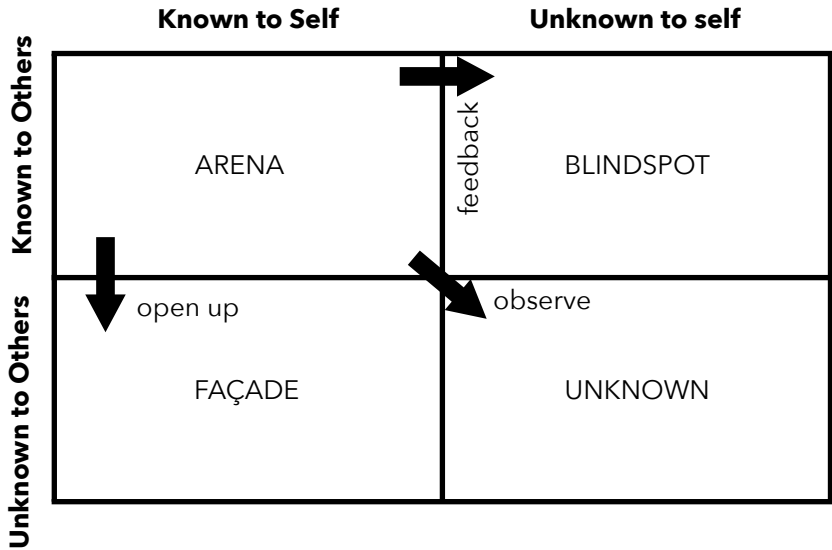 Known to Self
Unknown to self
Known to Others
ARENA
feedback
BLINDSPOT
Unknown to Others
open up
observe
FAÇADE
UNKNOWN